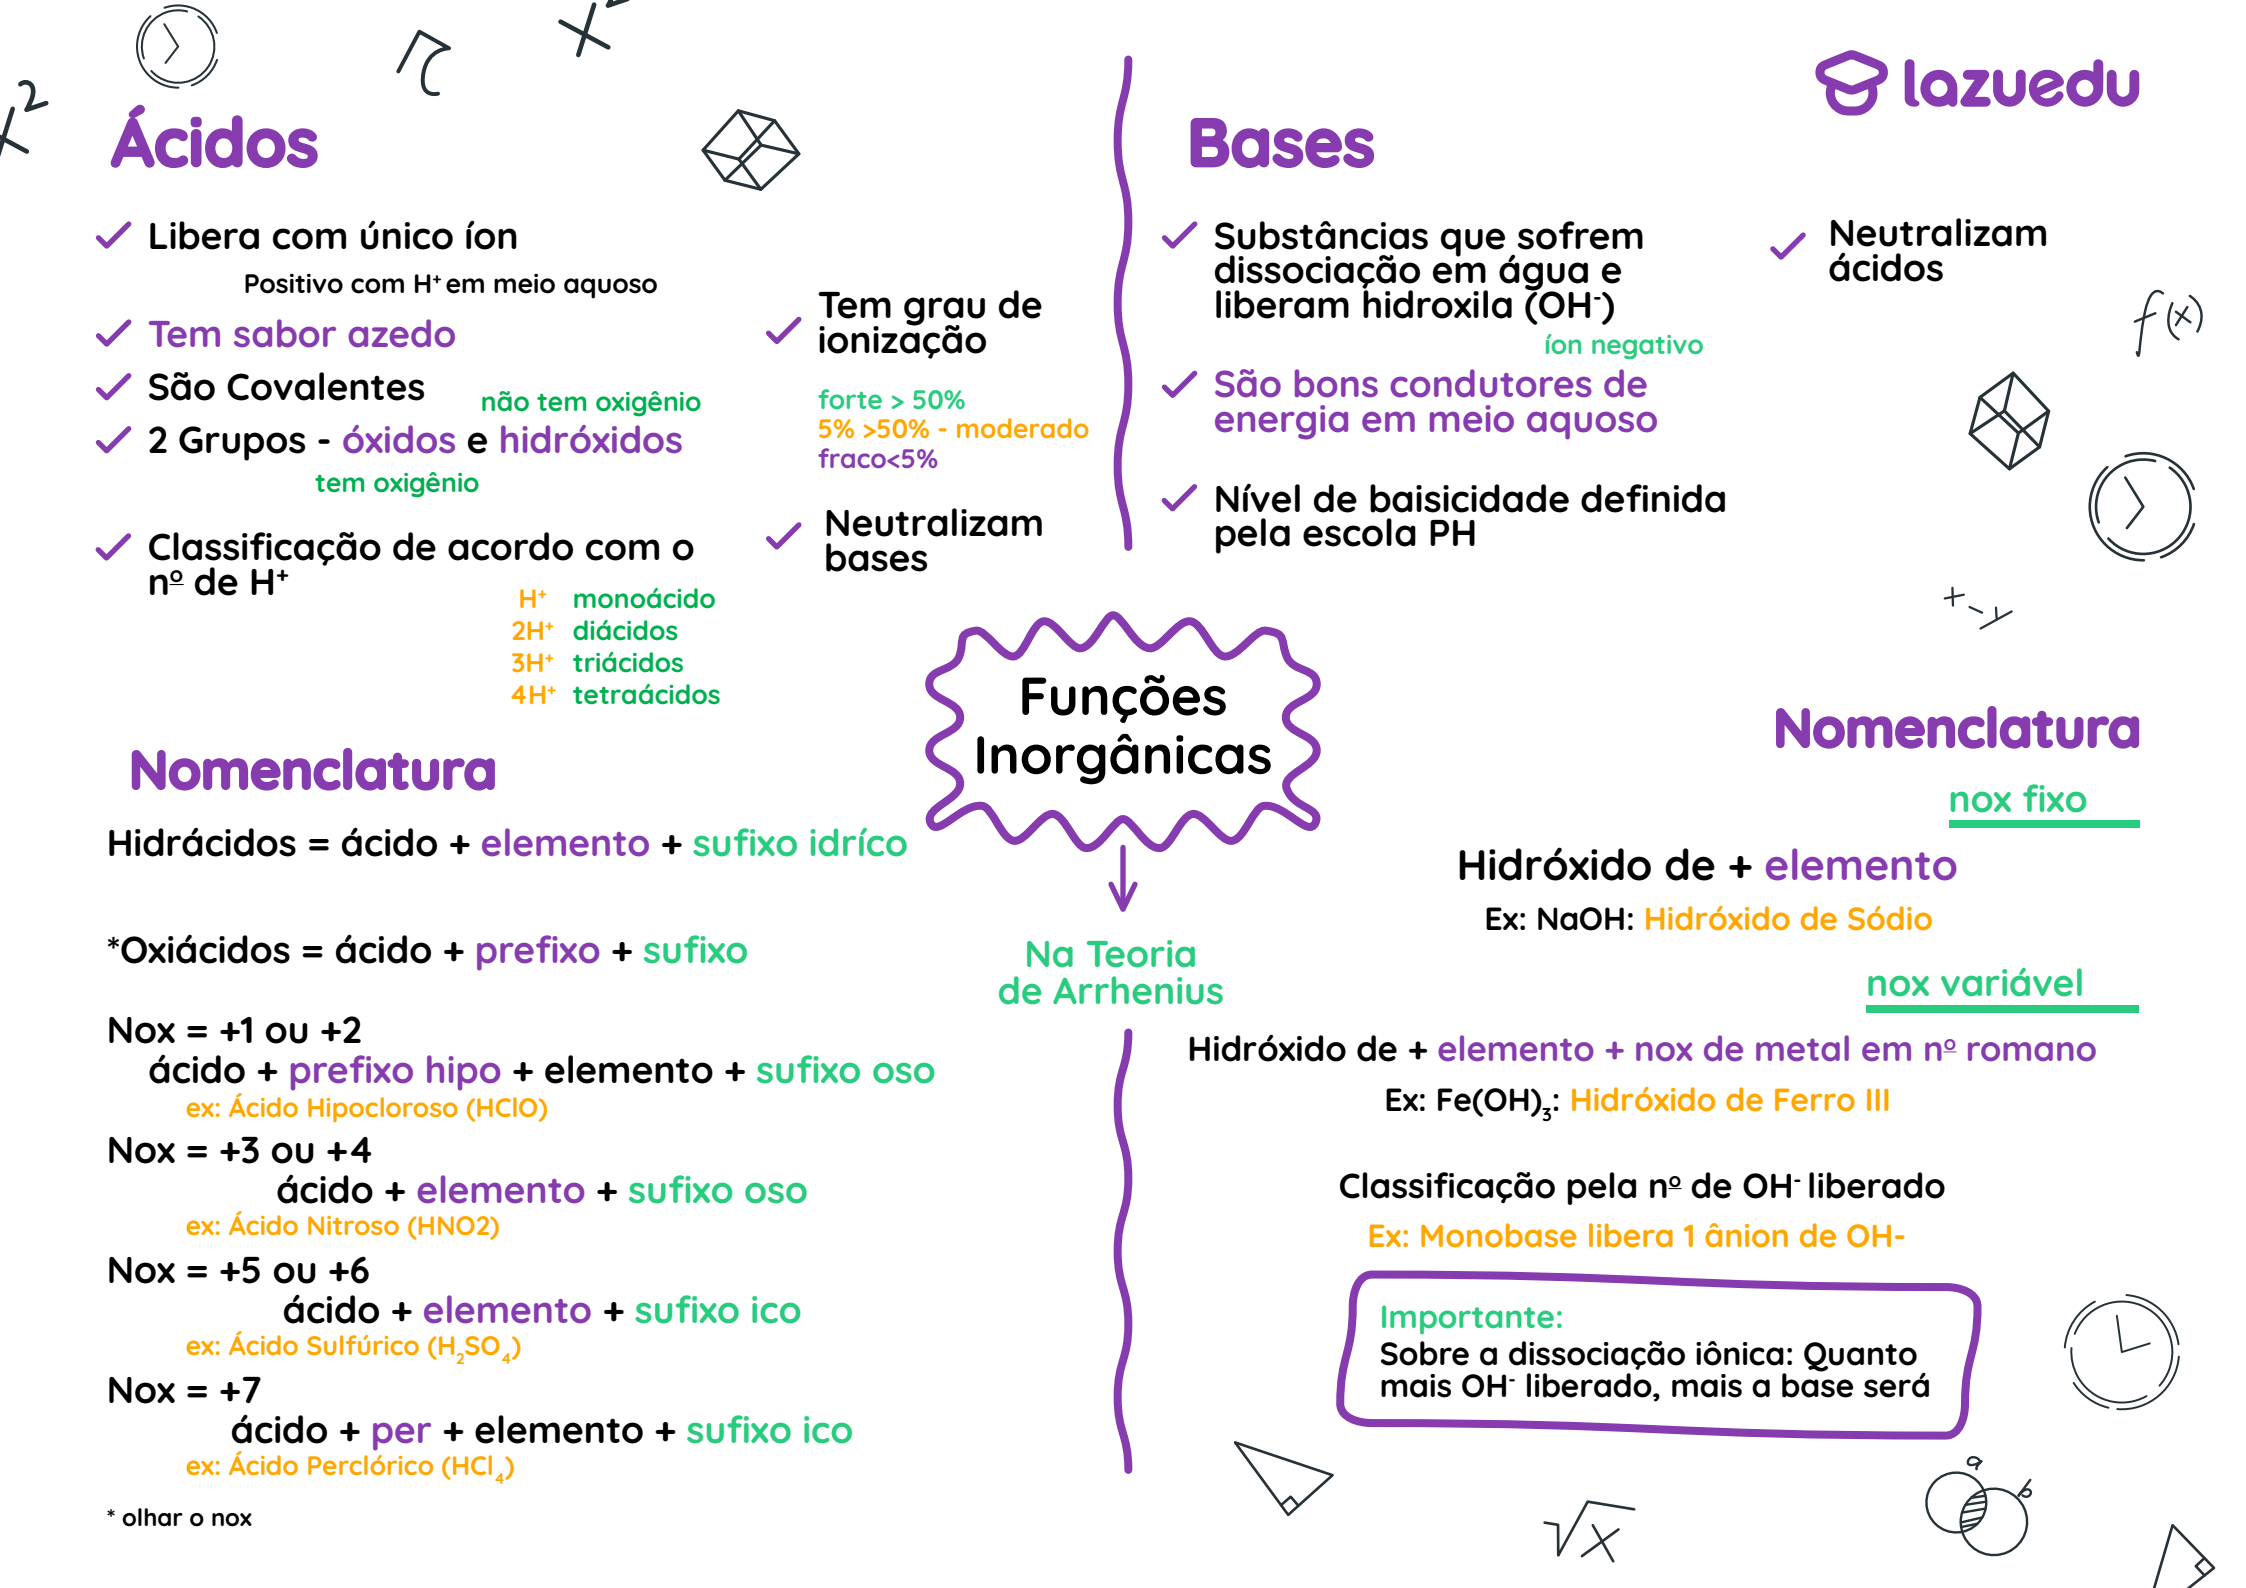 lazuedu
Ácidos
Libera com único íon
Positivo com H⁺ em meio aquoso
Tem sabor azedo
São Covalentes
não tem oxigênio
2 Grupos - óxidos e hidróxidos
tem oxigênio
Classificação de acordo com o
nº de H⁺
H⁺ monoácido
2H⁺ diácidos
3H⁺ triácidos
4H⁺ tetraácidos
Tem grau de
ionização
forte > 50%
5% >50% - moderado
fraco<5%
Neutralizam
bases
Bases
Substâncias que sofrem
dissociação em água e
liberam hidroxila (OH⁻)
íon negativo
São bons condutores de
energia em meio aquoso
Nível de baisicidade definida
pela escola PH
Neutralizam
ácidos
Funções
Inorgânicas
Na Teoria
de Arrhenius
Nomenclatura
Hidrácidos = ácido + elemento + sufixo idríco
*Oxiácidos = ácido + prefixo + sufixo
Nox = +1 ou +2
ácido + prefixo hipo + elemento + sufixo oso
ex: Ácido Hipocloroso (HClO)
Nox = +3 ou +4
ácido + elemento + sufixo oso
ex: Ácido Nitroso (HNO2)
Nox = +5 ou +6
ácido + elemento + sufixo ico
ex: Ácido Sulfúrico (H₂SO₄)
Nox = +7
ácido + per + elemento + sufixo ico
ex: Ácido Perclórico (HCl₄)
* olhar o nox
Nomenclatura
nox fixo
Hidróxido de + elemento
Ex: NaOH: Hidróxido de Sódio
nox variável
Hidróxido de + elemento + nox de metal em nº romano
Ex: Fe(OH)₃: Hidróxido de Ferro III
Classificação pela nº de OH⁻ liberado
Ex: Monobase libera 1 ânion de OH-
Importante:
Sobre a dissociação iônica: Quanto
mais OH⁻ liberado, mais a base será
x²
x²
f(x)
x-y
√x
a
b